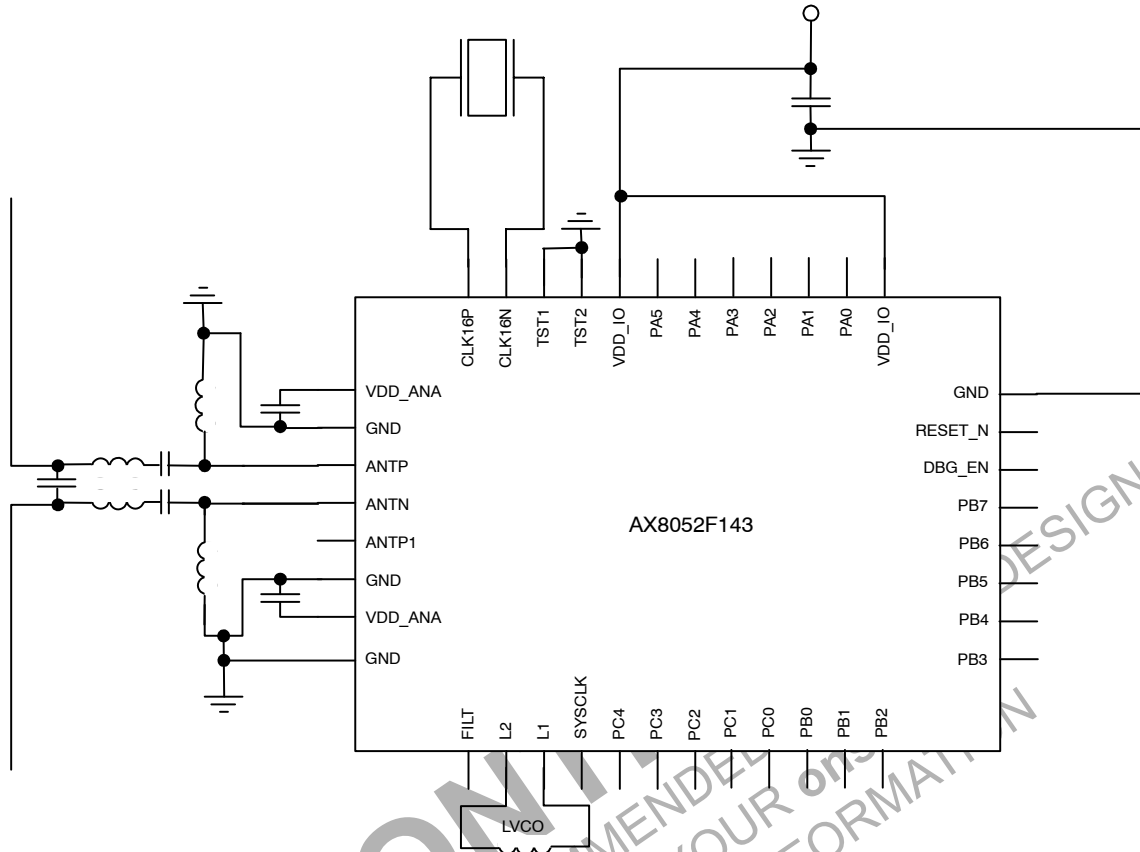 CLK16P
CLK16N
TST1
TST2
VDD_IO
PA5
PA4
PA3
PA2
PA1
PA0
VDD_IO
VDD_ANA
GND
ANTP
ANTN
ANTP1
GND
VDD_ANA
GND
AX8052F143
GND
RESET_N
DBG_EN
PB7
PB6
PB5
PB4
PB3
FILT
L2
L1
SYSCLK
PC4
PC3
PC2
PC1
PC0
PB0
PB1
PB2
LVCO
DESIGN
YOUR